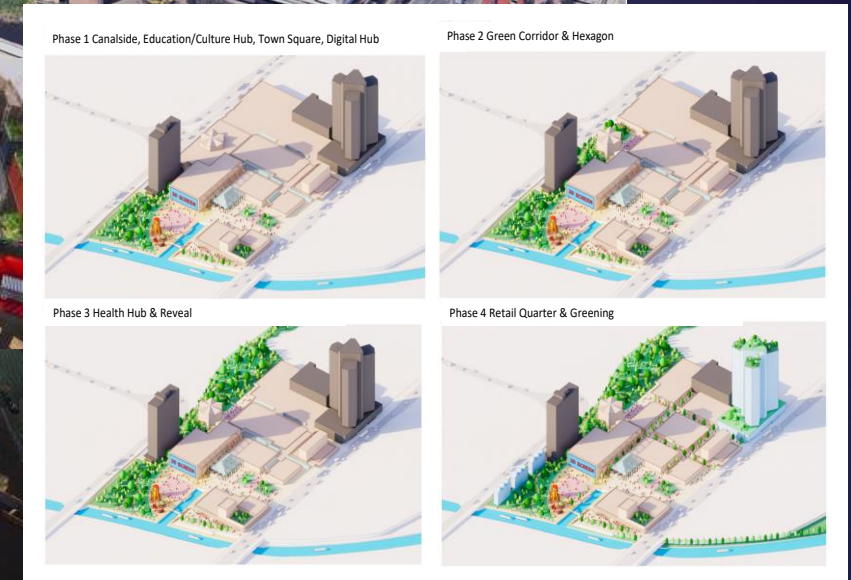 Phase 1 Canalside, Education/Culture Hub, Town Square, Digital Hub
Phase 2 Green Corridor & Hexagon
Phase 3 Health Hub & Reveal
Phase 4 Retail Quarter & Greening